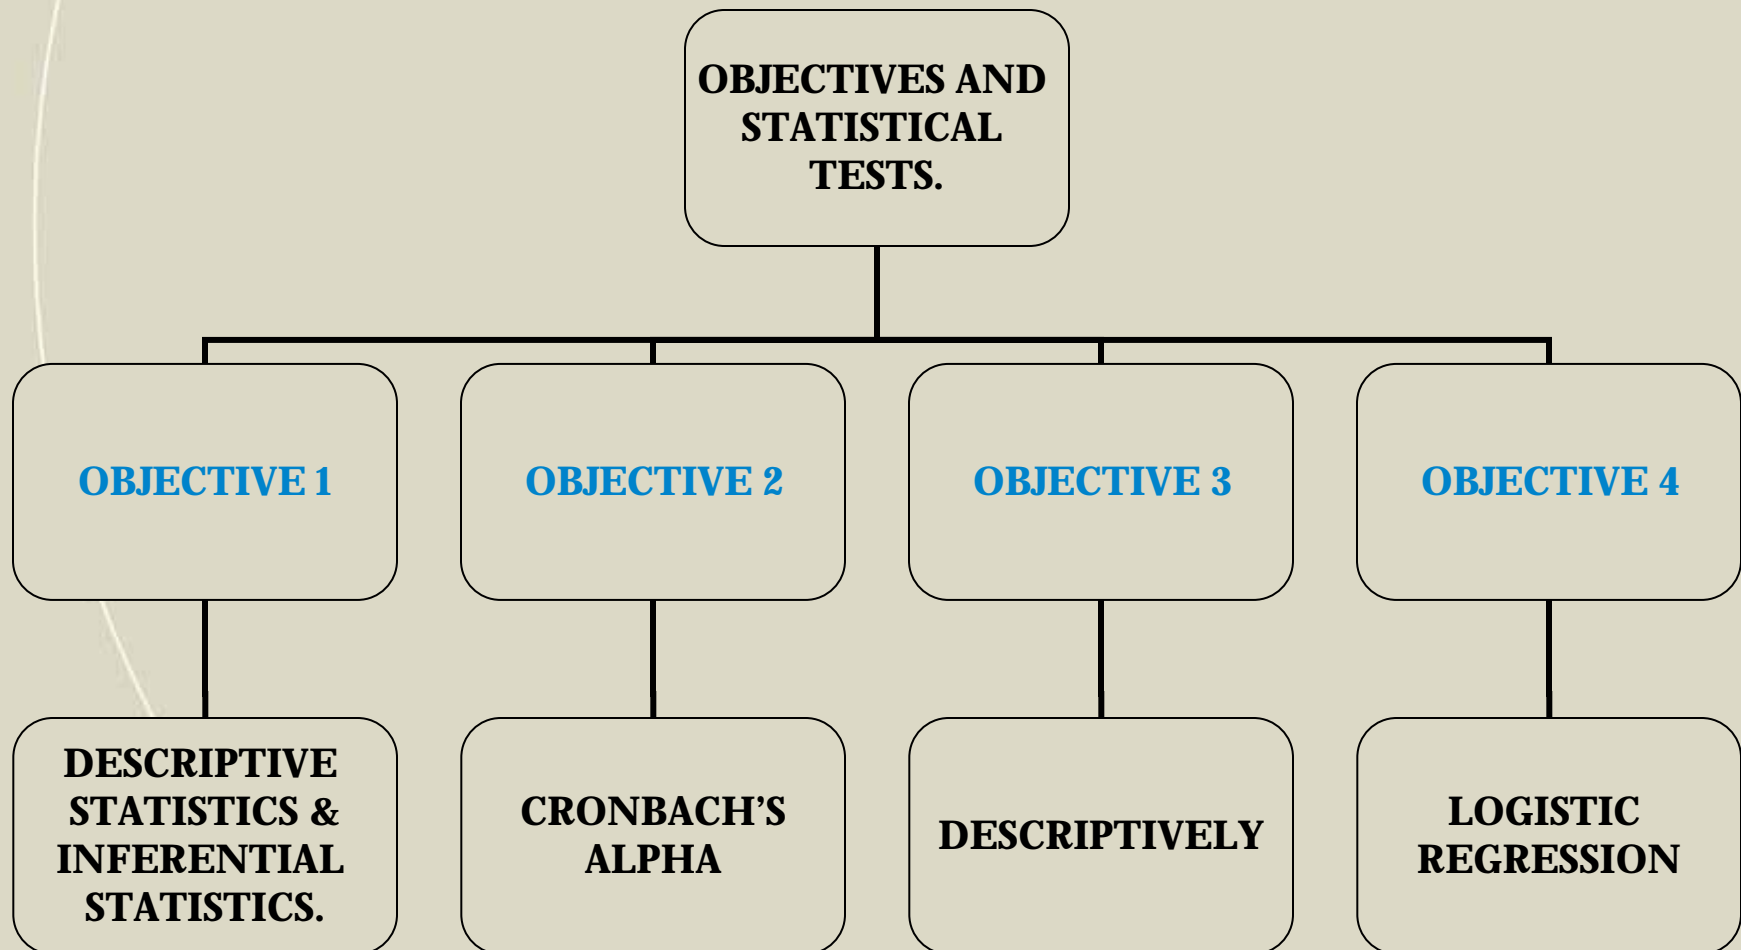 OBJECTIVES AND
STATISTICAL
TESTS.
OBJECTIVE 1
OBJECTIVE 2
OBJECTIVE 3
OBJECTIVE 4
DESCRIPTIVE
STATISTICS &
INFERENTIAL
STATISTICS.
CRONBACH’S
ALPHA
DESCRIPTIVELY
LOGISTIC
REGRESSION